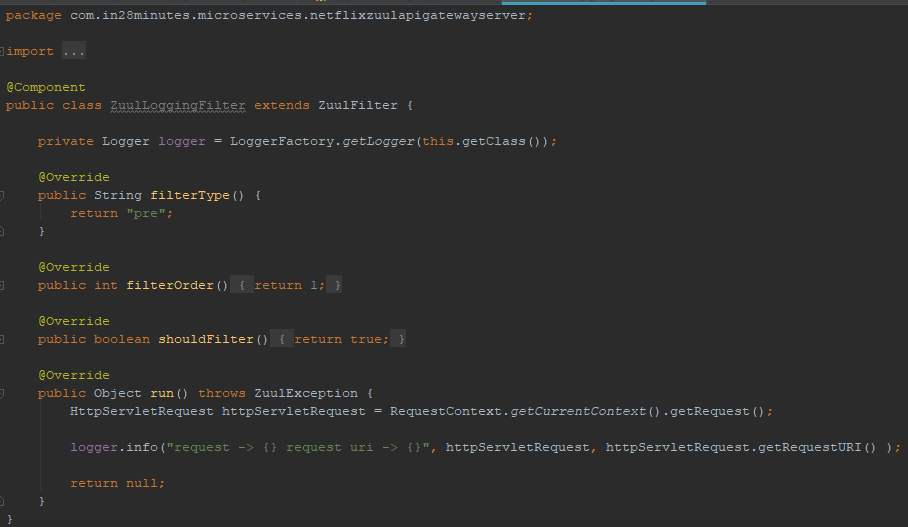 package com.in28minutes.microservices.netflixzuulapigatewayserver;
import ...
@Component
public class ZuulLoggingFilter extends ZuulFilter {
private Logger logger = LoggerFactory.getLogger(this.getClass());
@Override
public String filterType() {
return "pre";
}
@Override
public int filterOrder() { return 1; }
@Override
public boolean shouldFilter() { return true; }
@Override
public Object run() throws ZuulException {
HttpServletRequest httpServletRequest = RequestContext.getCurrentContext().getRequest();
logger.info("request -> {} request uri -> {}", httpServletRequest, httpServletRequest.getRequestURI() );
return null;
}
}